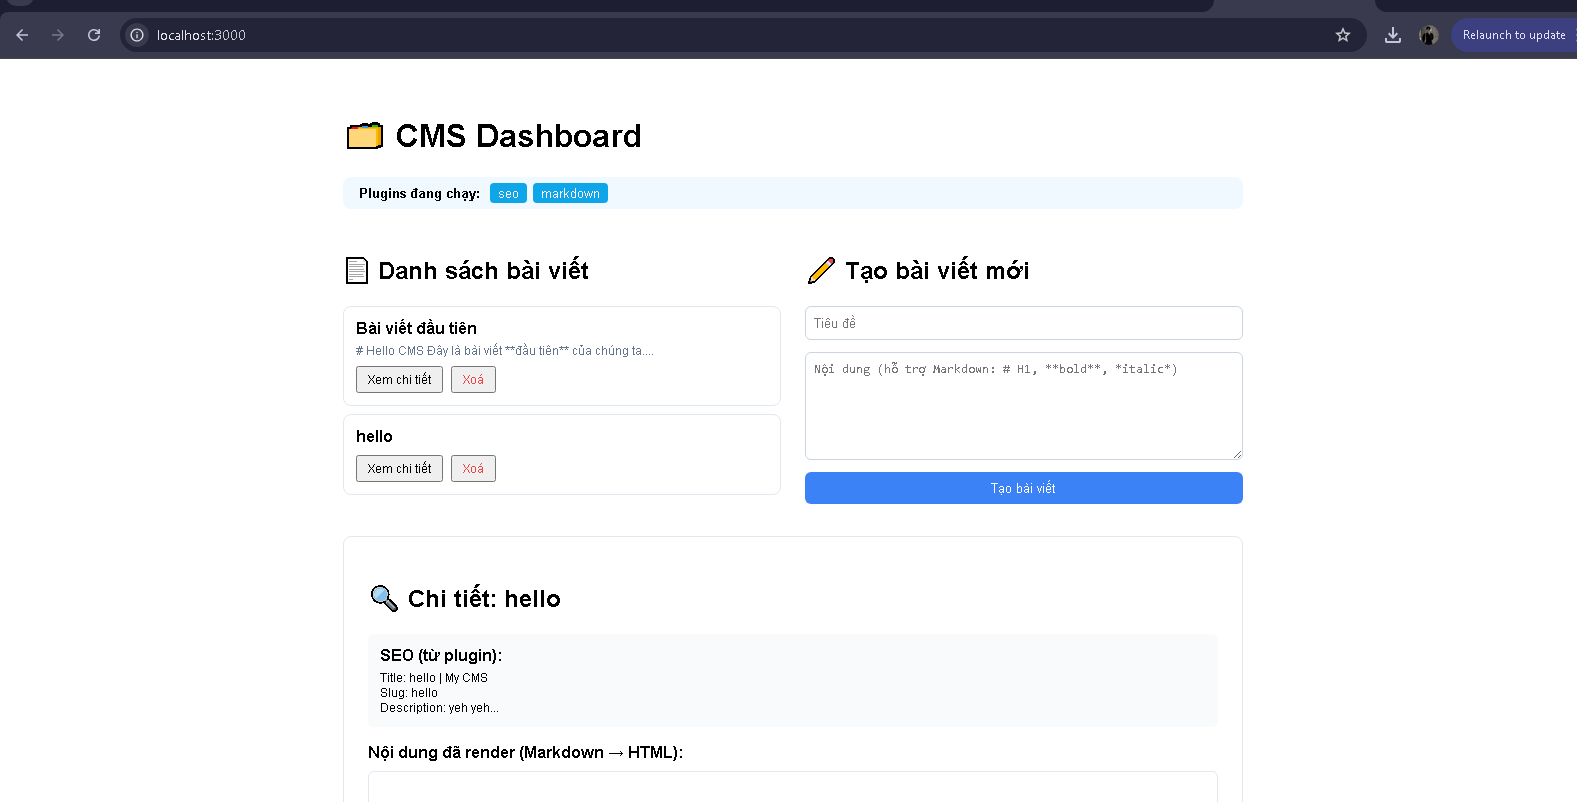 localhost:3000
Relaunch to update
CMS Dashboard
Plugins đang chạy: seo markdown
Danh sách bài viết
Bài viết đầu tiên
# Hello CMS Đây là bài viết **đầu tiên** của chúng ta....
Xem chi tiết Xoá
hello
Xem chi tiết Xoá
Tạo bài viết mới
Tiêu đề
Nội dung (hỗ trợ Markdown: # H1, **bold**, *italic*)
Tạo bài viết
Chi tiết: hello
SEO (từ plugin):
Title: hello | My CMS
Slug: hello
Description: yeh yeh...
Nội dung đã render (Markdown → HTML):